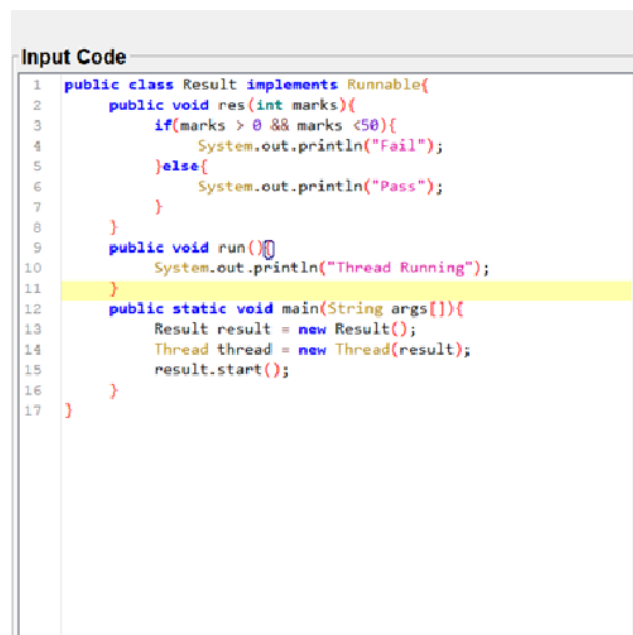 Input Code
1 public class Result implements Runnable{
2 public void res(int marks){
3 if(marks > 0 && marks <50){
4 System.out.println("Fail");
5 }else{
6 System.out.println("Pass");
7 }
8 }
9 public void run(){
10 System.out.println("Thread Running");
11 }
12 public static void main(String args[]){
13 Result result = new Result();
14 Thread thread = new Thread(result);
15 result.start();
16 }
17 }